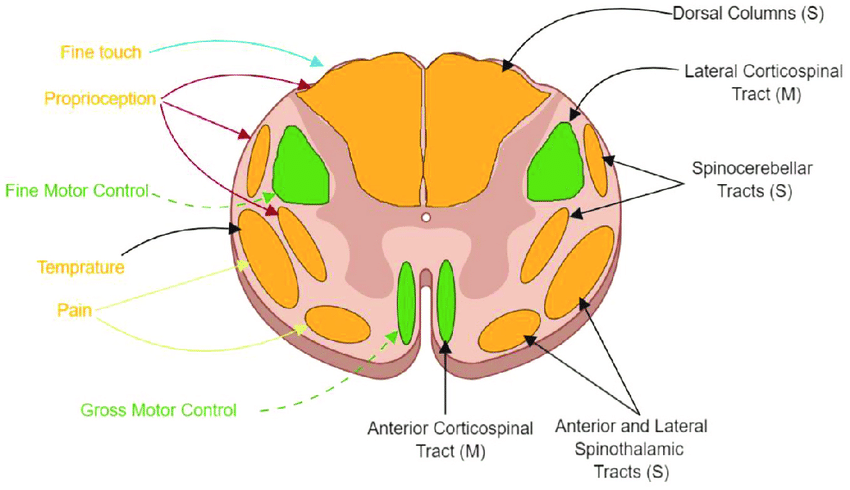 Dorsal Columns (S)
Fine touch
Lateral Corticospinal
Tract (M)
Proprioception
Spinocerebellar
Tracts (S)
Fine Motor Control
Temprature
Pain
Gross Motor Control
Anterior Corticospinal
Tract (M)
Anterior and Lateral
Spinothalamic
Tracts (S)